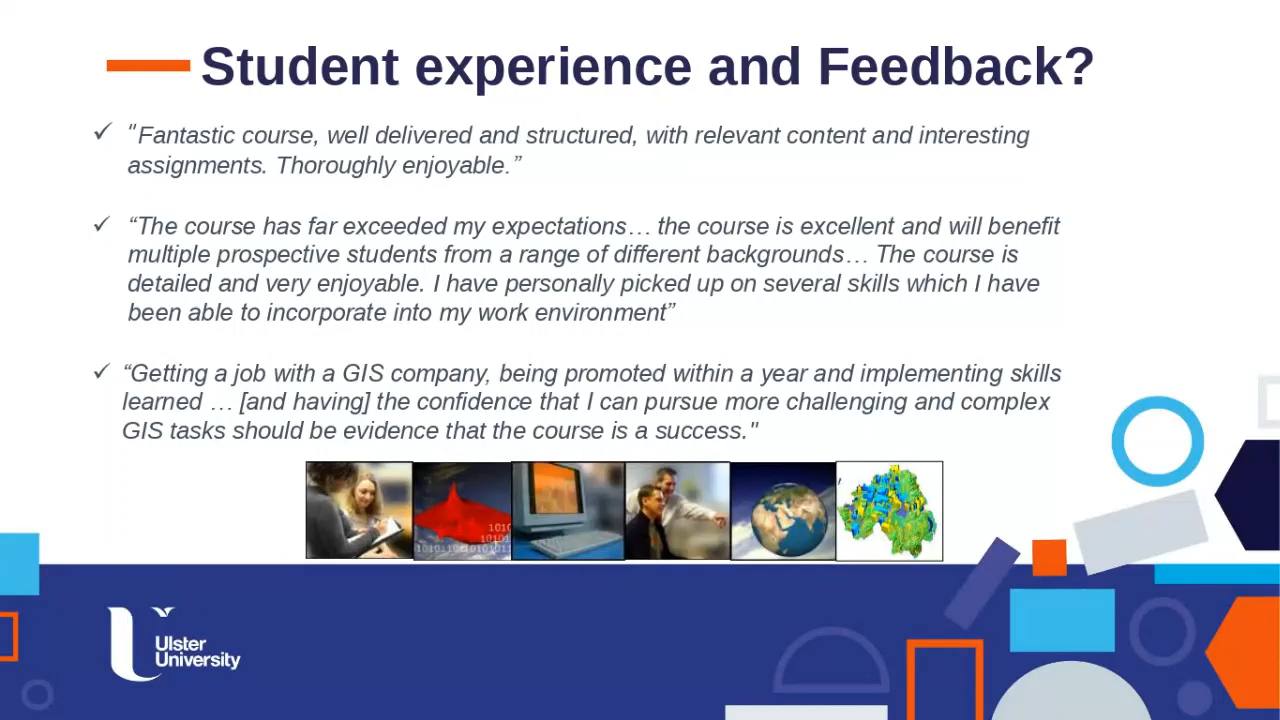 Student experience and Feedback?
"Fantastic course, well delivered and structured, with relevant content and interesting
assignments. Thoroughly enjoyable.”
“The course has far exceeded my expectations… the course is excellent and will benefit
multiple prospective students from a range of different backgrounds… The course is
detailed and very enjoyable. I have personally picked up on several skills which I have
been able to incorporate into my work environment”
“Getting a job with a GIS company, being promoted within a year and implementing skills
learned … [and having] the confidence that I can pursue more challenging and complex
GIS tasks should be evidence that the course is a success."
Ulster
University